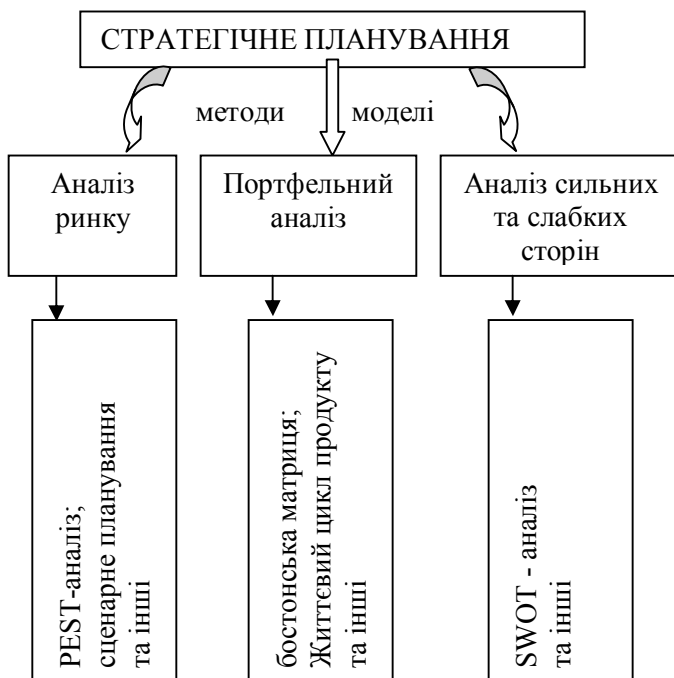 СТРАТЕГІЧНЕ ПЛАНУВАННЯ
методи
моделі
Аналіз
ринку
Портфельний
аналіз
Аналіз сильних
та слабких
сторін
PEST-аналіз;
сценарне планування
та інші
бостонська матриця;
Життєвий цикл продукту
та інші
SWOT - аналіз
та інші